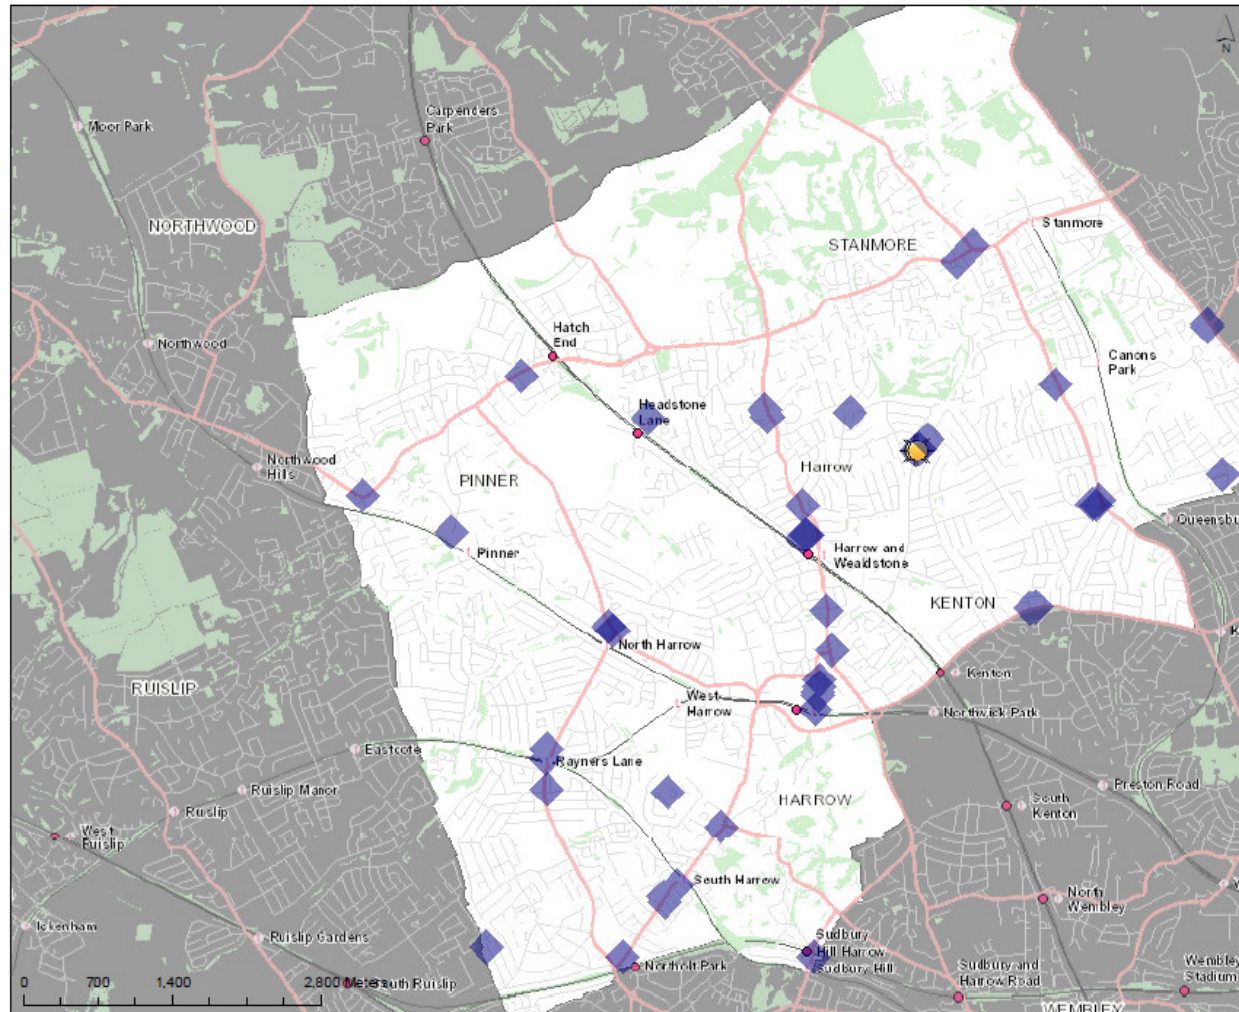 N
Carpenders
Park
Moor Park
NORTHWOOD
Stanmore
STANMORE
Hatch
End
Northwood
Canons
Park
Headstone
Lane
Harrow
Northwood
Hills
PINNER
Queensbu
Pinner
Harrow and
Wealdstone
KENTON
North Harrow
K
Kenton
RUISLIP
West
Harrow
Northwick Park
Eastcote
Rayners Lane
Preston Road
Ruislip Manor
HARROW
South
Kenton
Ruislip
West
Ruislip
South Harrow
W
North
Wembley
Ickenham
Ruislip Gardens
Sudbury
Hill Harrow
Sudbury Hill
Northolt Park
Sudbury and
Harrow Road
Wembley
Stadium
0 700 1,400 2,800 Meters
South Ruislip
WEMBLEY